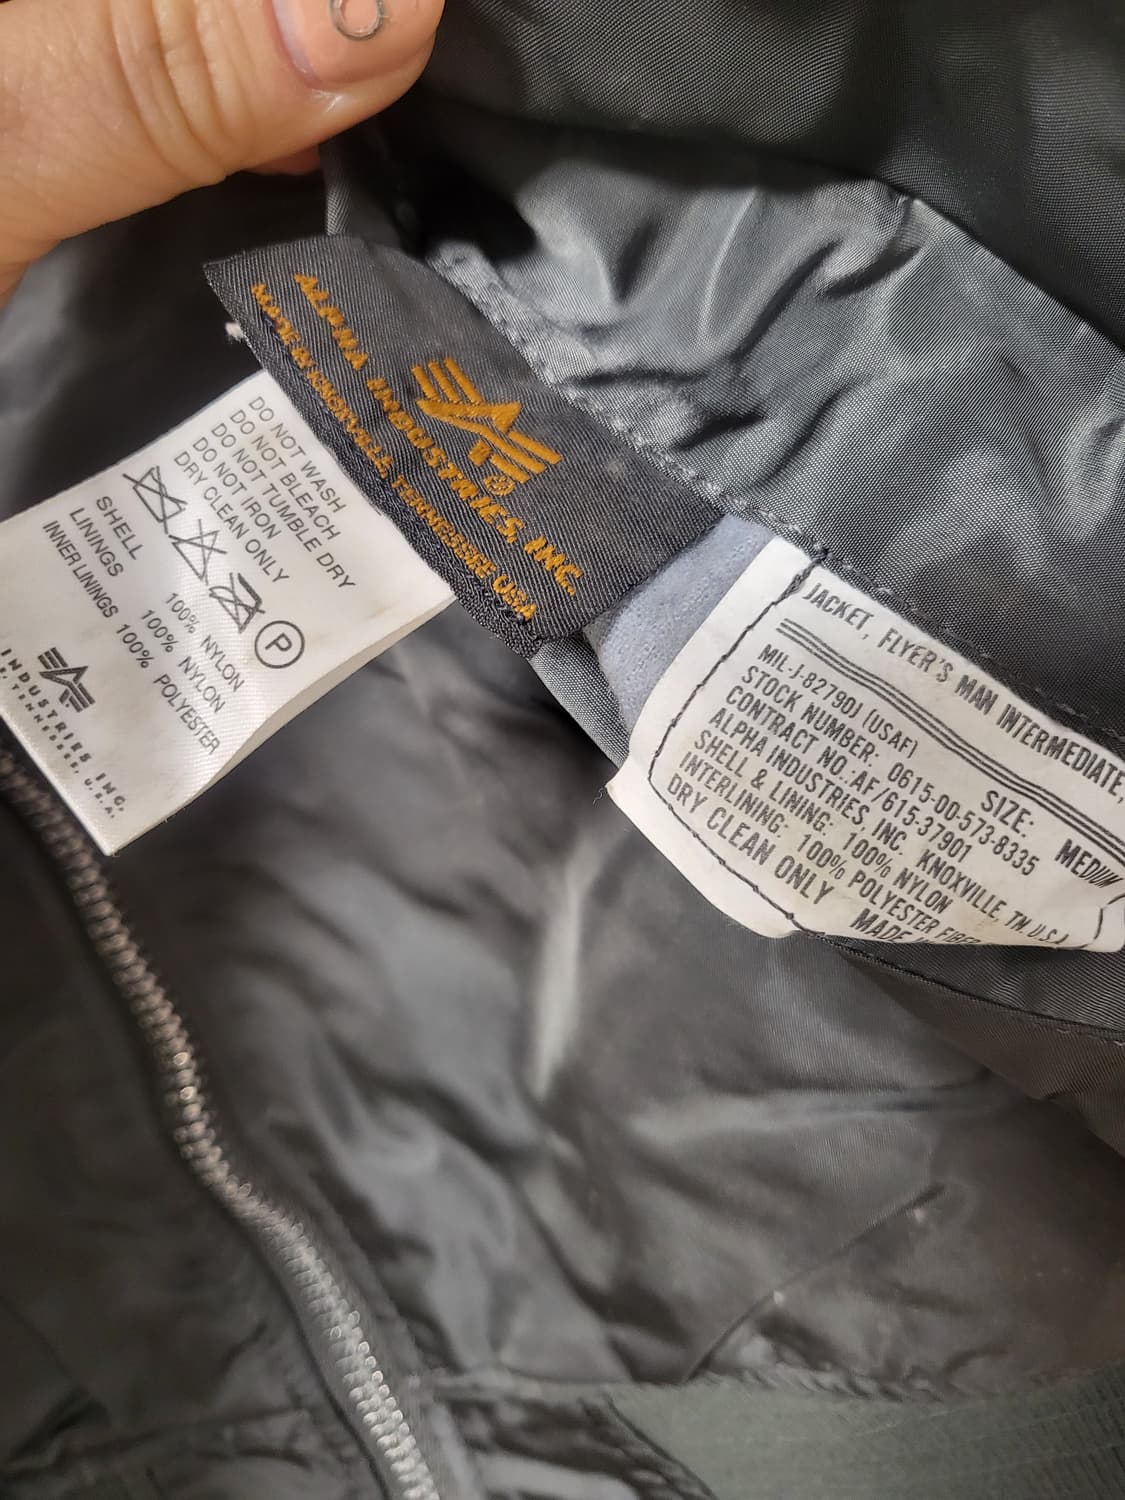 ALPHA INDUSTRIES, INC.
MADE IN KNOXVILLE, TENNESSEE USA
DO NOT WASH
DO NOT BLEACH
DO NOT TUMBLE DRY
DO NOT IRON
DRY CLEAN ONLY
P
SHELL 100% NYLON
LININGS 100% NYLON
INNER LININGS 100% POLYESTER
INDUSTRIES INC.
TENNESSEE, U.S.A.
JACKET, FLYER'S MAN INTERMEDIATE,
SIZE: MEDIUM
MIL-J-8279OJ (USAF)
STOCK NUMBER: 0615-00-573-8335
CONTRACT NO.:AF/615-37901
ALPHA INDUSTRIES, INC. KNOXVILLE, TN. U.S.A.
SHELL & LINING: 100% NYLON
INTERLINING: 100% POLYESTER FIBER
DRY CLEAN ONLY
MADE